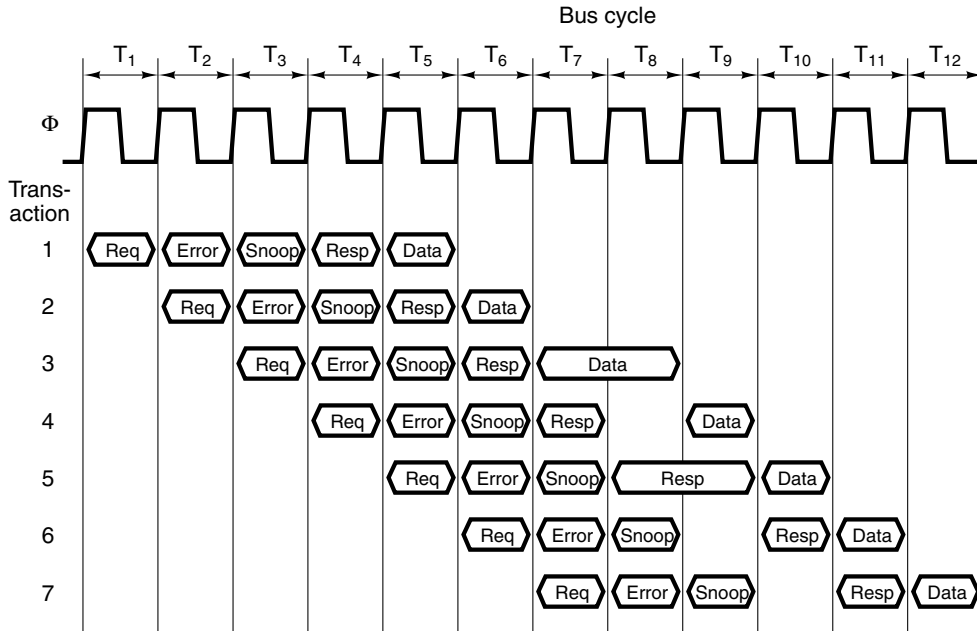 Bus cycle
T1 T2 T3 T4 T5 T6 T7 T8 T9 T10 T11 T12
Φ
Trans-
action
1 Req Error Snoop Resp Data
2 Req Error Snoop Resp Data
3 Req Error Snoop Resp Data
4 Req Error Snoop Resp Data
5 Req Error Snoop Resp Data
6 Req Error Snoop Resp Data
7 Req Error Snoop Resp Data